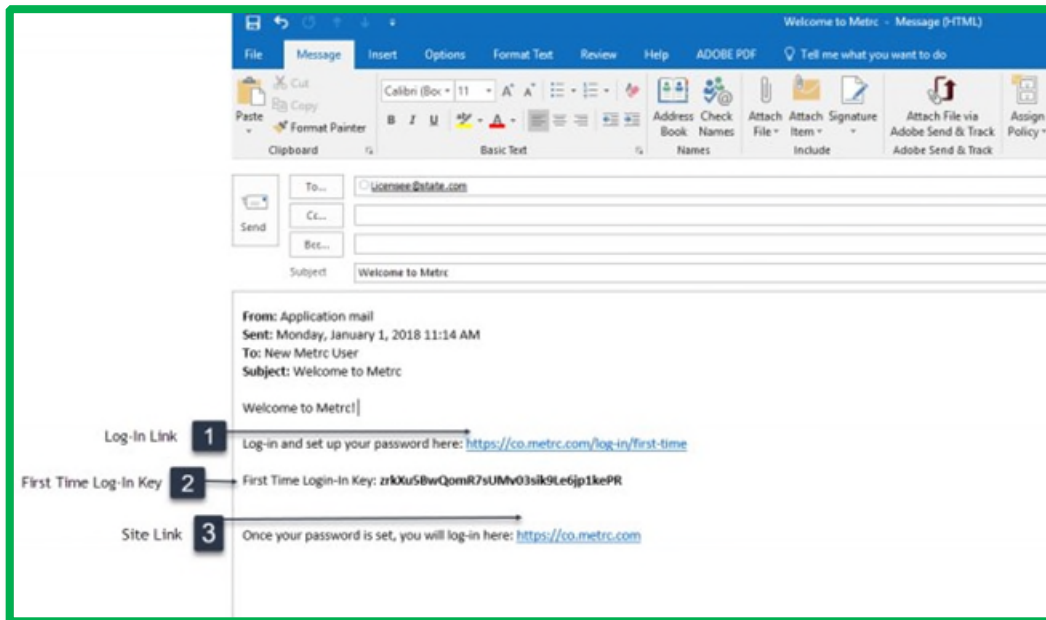 Welcome to Metrc - Message (HTML)
File Message Insert Options Format Text Review Help ADOBE PDF Tell me what you want to do
Cut
Copy
Paste
Format Painter
Calibri (Boc 11
B I U
Address Book
Check Names
Attach File
Attach Item
Signature
Attach File via Adobe Send & Track
Assign Policy
Clipboard Basic Text Names Include Adobe Send & Track
To... Licensee@state.com
Cc...
Send
Bcc...
Subject Welcome to Metrc
From: Application mail
Sent: Monday, January 1, 2018 11:14 AM
To: New Metrc User
Subject: Welcome to Metrc
Welcome to Metrc!
Log-In Link 1
Log-in and set up your password here: https://co.metrc.com/log-in/first-time
First Time Log-In Key 2
First Time Login-In Key: zrkXuSBwQomR7sUMv03sik9Le6jp1kePR
Site Link 3
Once your password is set, you will log-in here: https://co.metrc.com